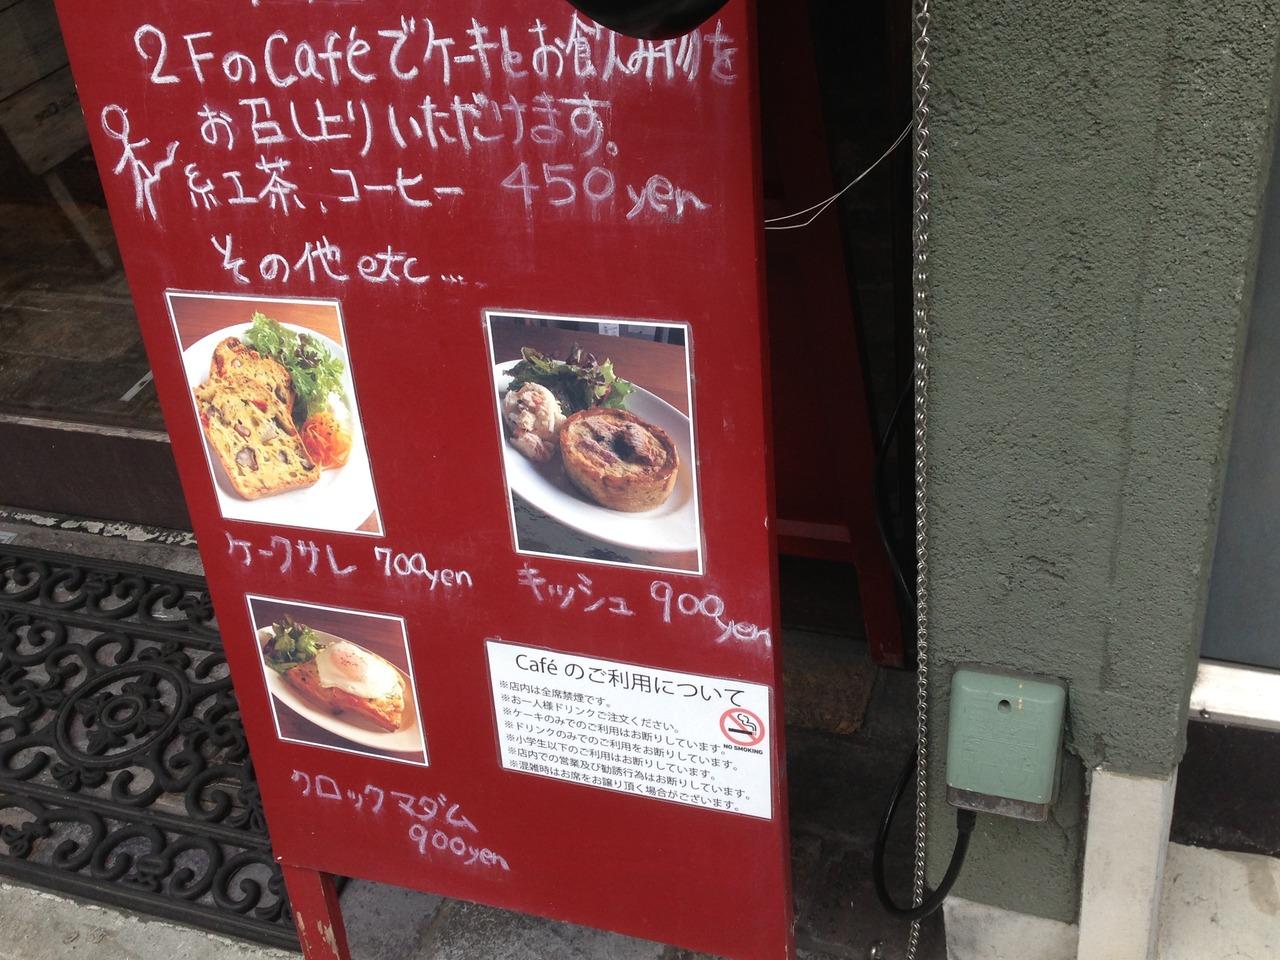 2FのCaféでケーキとお飲み物を
お召し上りいただけます。
紅茶、コーヒー 450yen
その他etc...
ケークサレ 700yen
キッシュ 900yen
クロックマダム
900yen
Café のご利用について
※店内は全席禁煙です。
※お一人様ドリンクご注文ください。
※ケーキのみでのご利用はお断りしています。
※ドリンクのみでのご利用をお断りしています。
※小学生以下のご利用はお断りしています。
※店内での営業及び勧誘行為はお断りしています。
※混雑時はお席をお譲り頂く場合がございます。
NO SMOKING